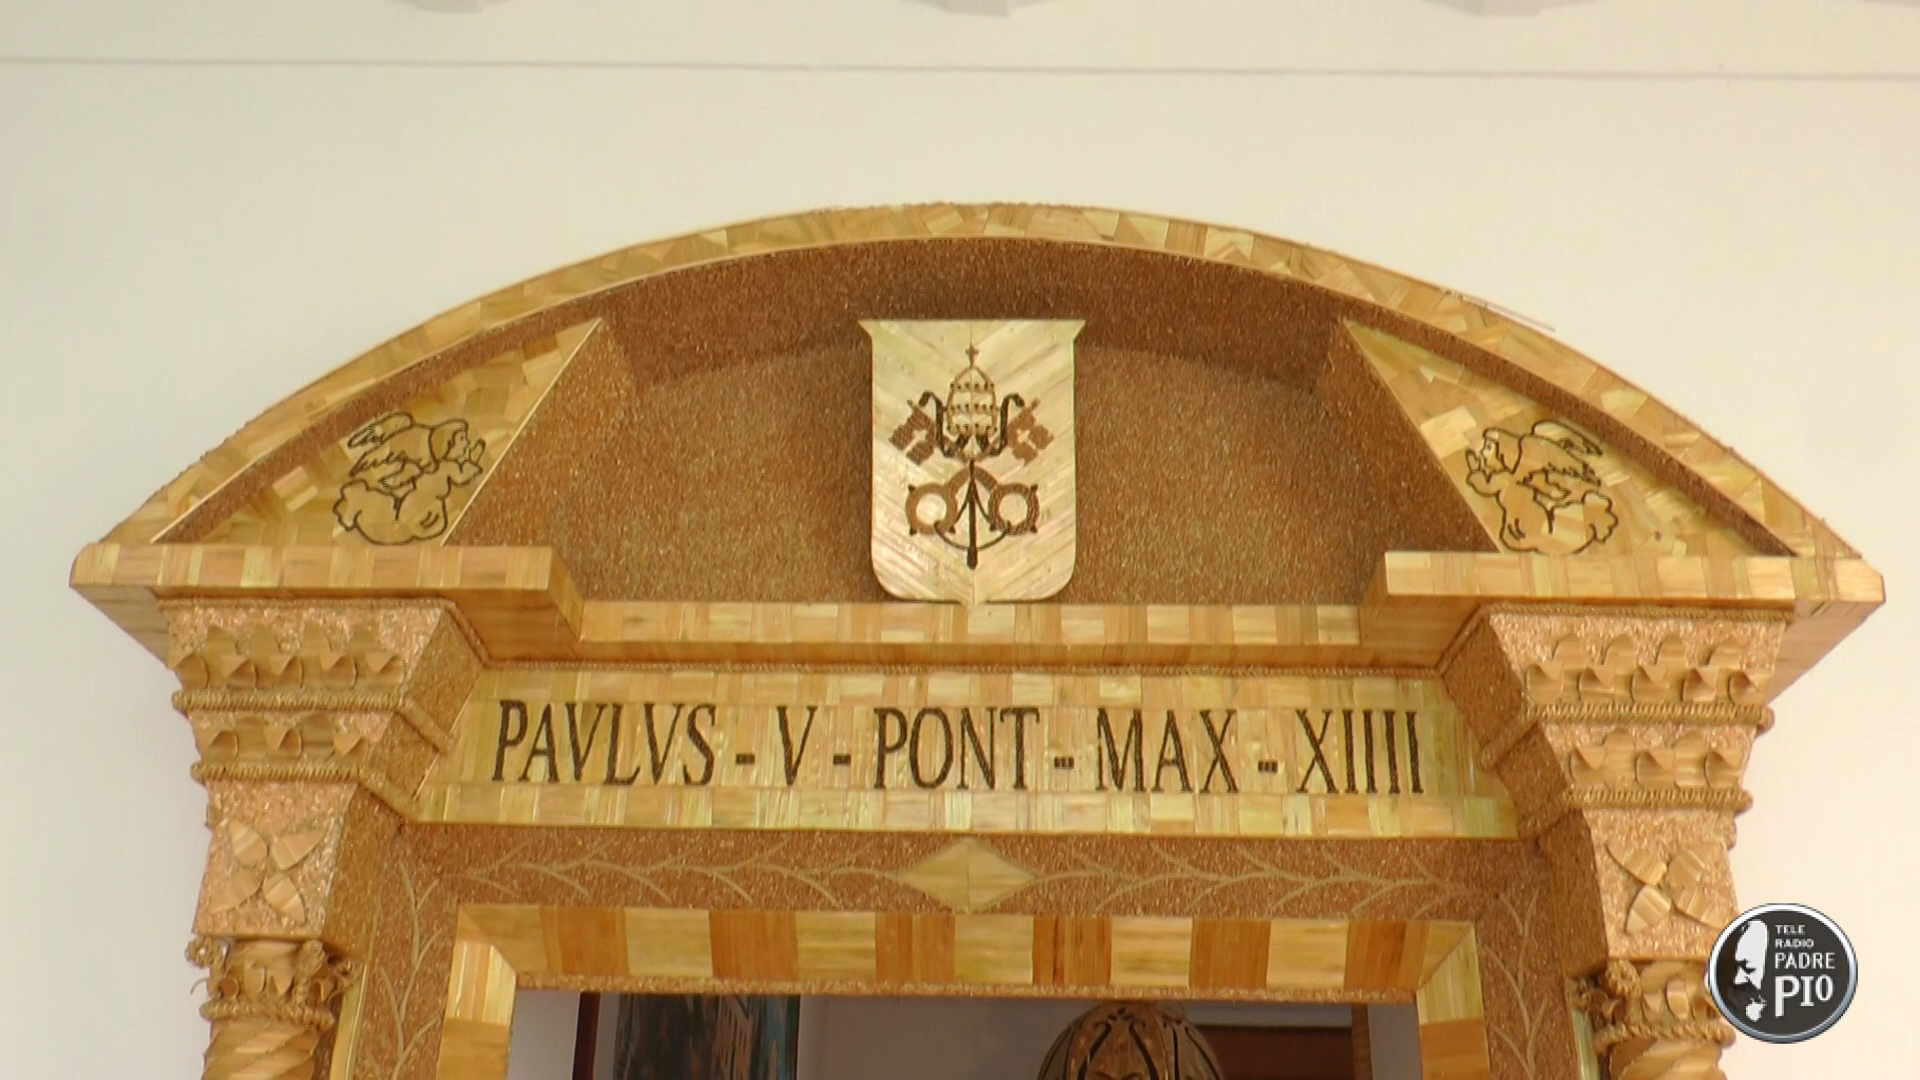 PAVLVS - V - PONT - MAX - XIIII
TELE
RADIO
PADRE
PIO